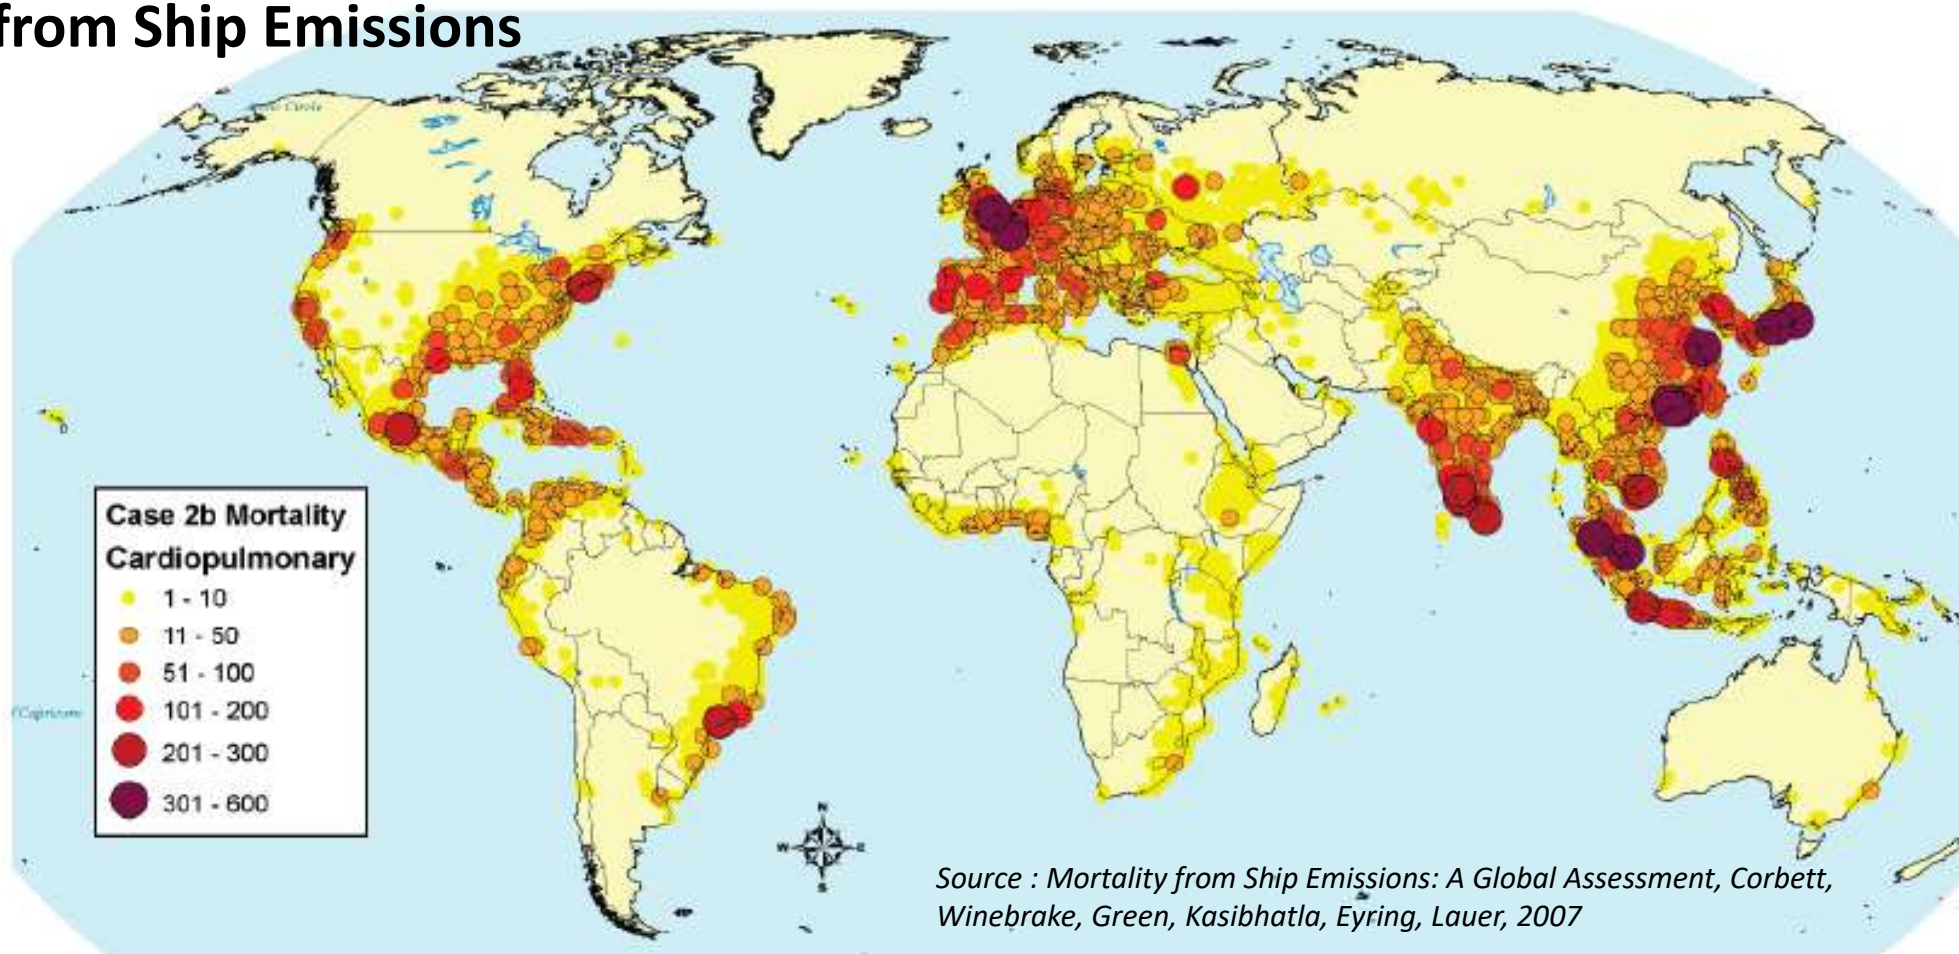 from Ship Emissions
Circle
Case 2b Mortality
Cardiopulmonary
1 - 10
11 - 50
51 - 100
101 - 200
201 - 300
301 - 600
N
W
E
S
Source : Mortality from Ship Emissions: A Global Assessment, Corbett,
Winebrake, Green, Kasibhatla, Eyring, Lauer, 2007